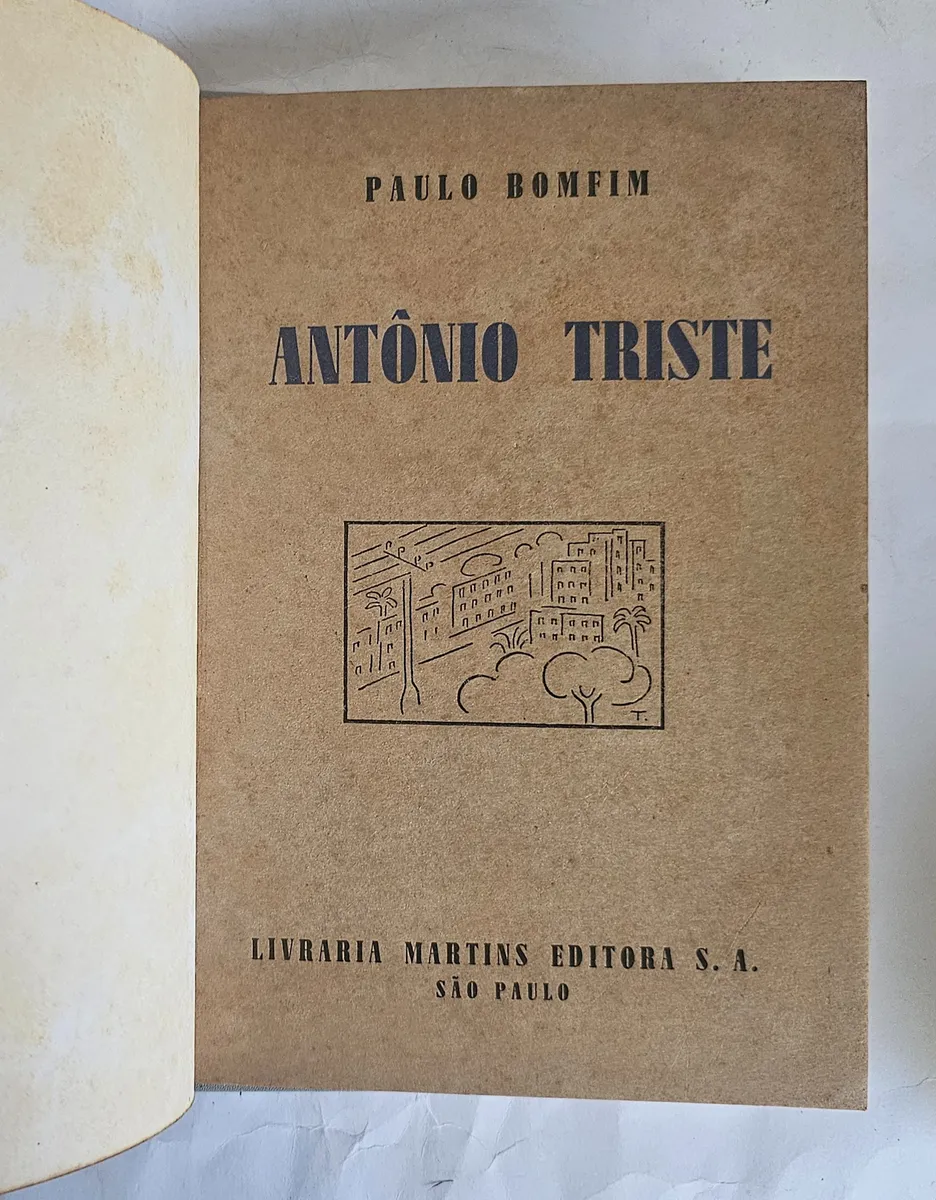 PAULO BOMFIM
ANTÔNIO TRISTE
T.
LIVRARIA MARTINS EDITORA S. A.
SÃO PAULO